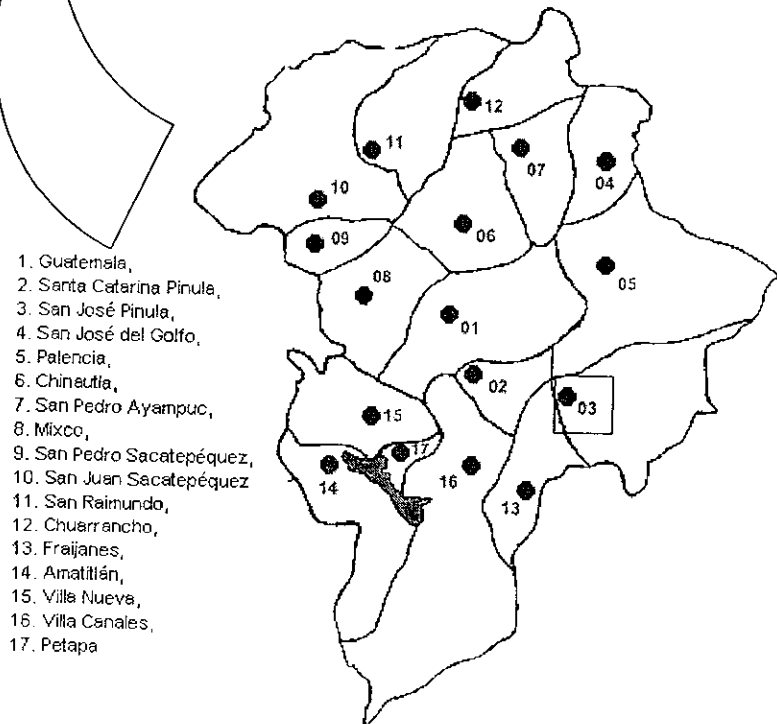 12
11
07
04
10
09
06
08
05
01
02
03
15
17
14
16
13
1. Guatemala,
2. Santa Catarina Pinula,
3. San José Pinula,
4. San José del Golfo,
5. Palencia,
6. Chinautla,
7. San Pedro Ayampuc,
8. Mixco,
9. San Pedro Sacatepéquez,
10. San Juan Sacatepéquez
11. San Raimundo,
12. Chuarrancho,
13. Fraijanes,
14. Amatitlán,
15. Villa Nueva,
16. Villa Canales,
17. Petapa